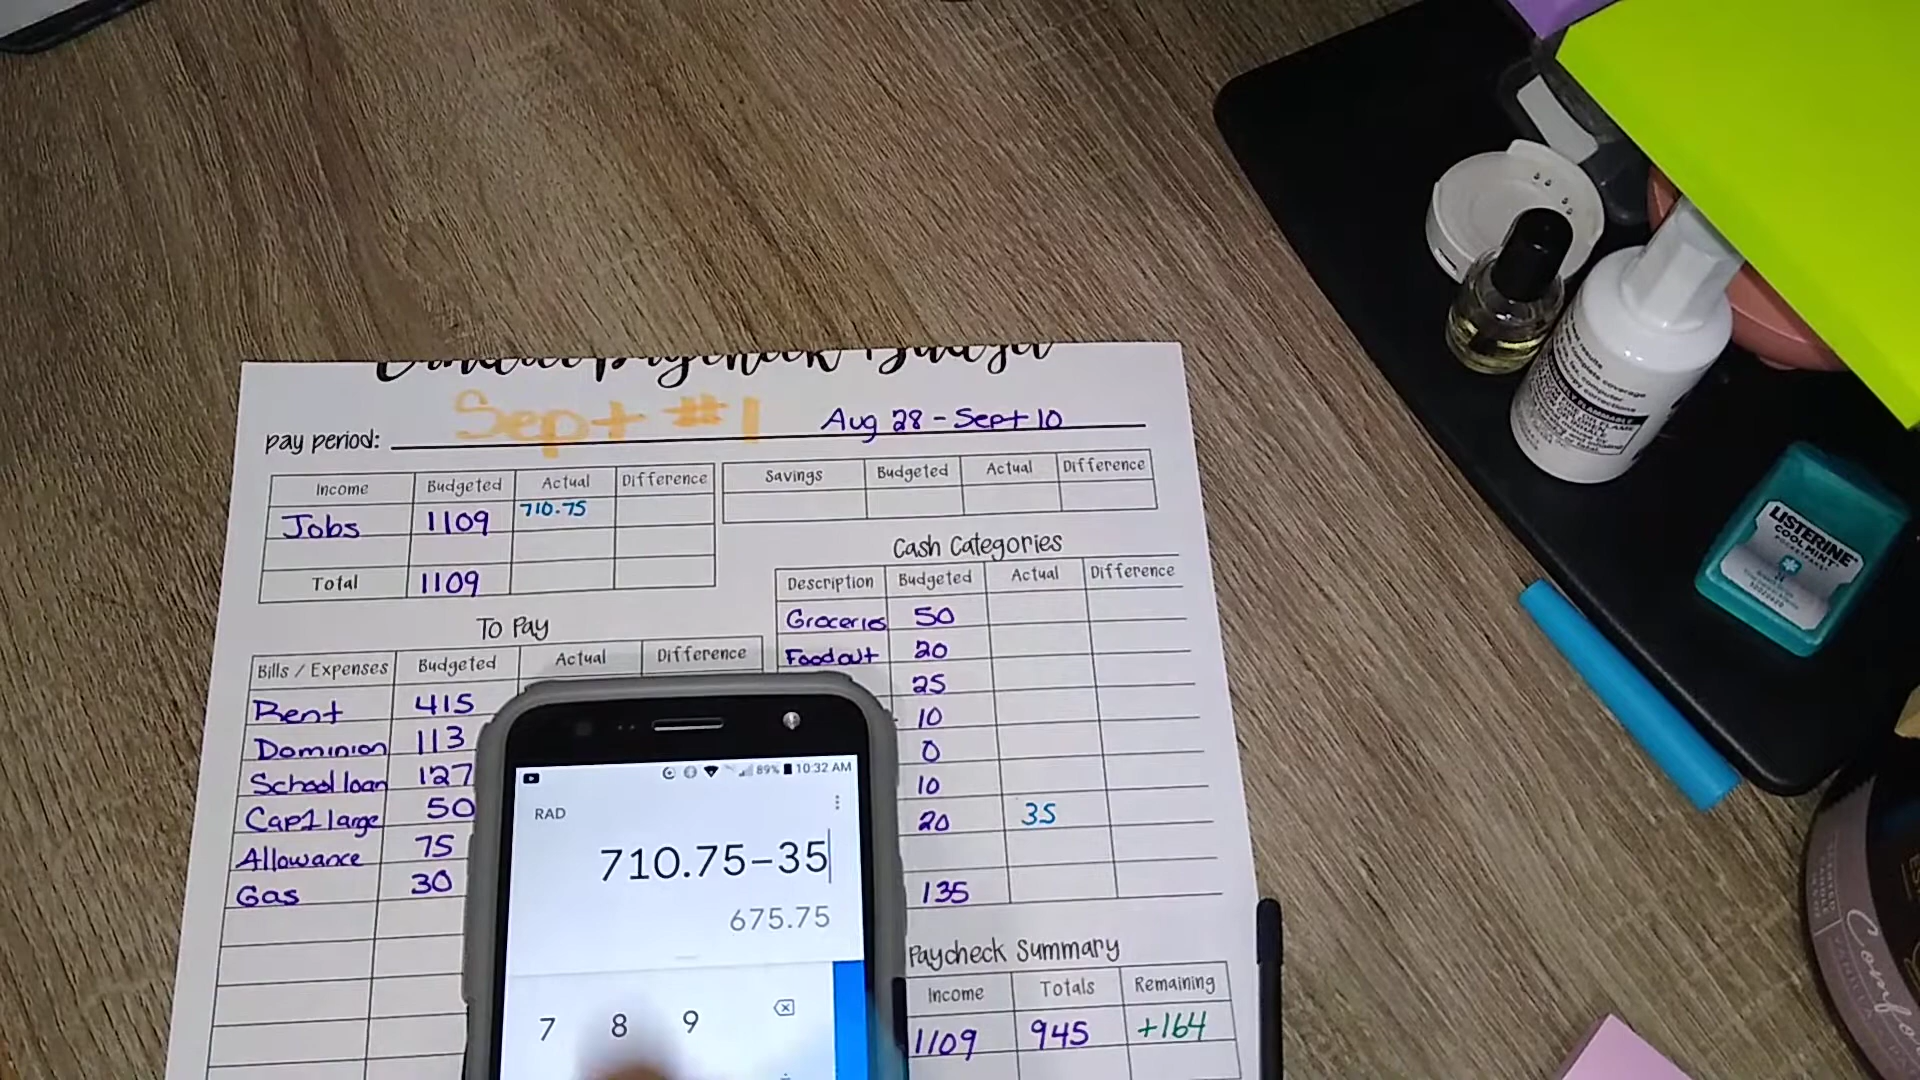 Paycheck Budget
Sept #1
pay period: Aug 28 - Sept 10
Income Budgeted Actual Difference
Jobs 1109 710.75
Total 1109
Savings Budgeted Actual Difference
Cash Categories
Description Budgeted Actual Difference
Groceries 50
Food out 20
25
10
0
10
20 35
135
To Pay
Bills / Expenses Budgeted Actual Difference
Rent 415
Dominion 113
School loan 127
Cap1 large 50
Allowance 75
Gas 30
89% 10:32 AM
RAD
710.75-35
675.75
7 8 9
Paycheck Summary
Income Totals Remaining
1109 945 +164
LISTERINE
COOL MINT